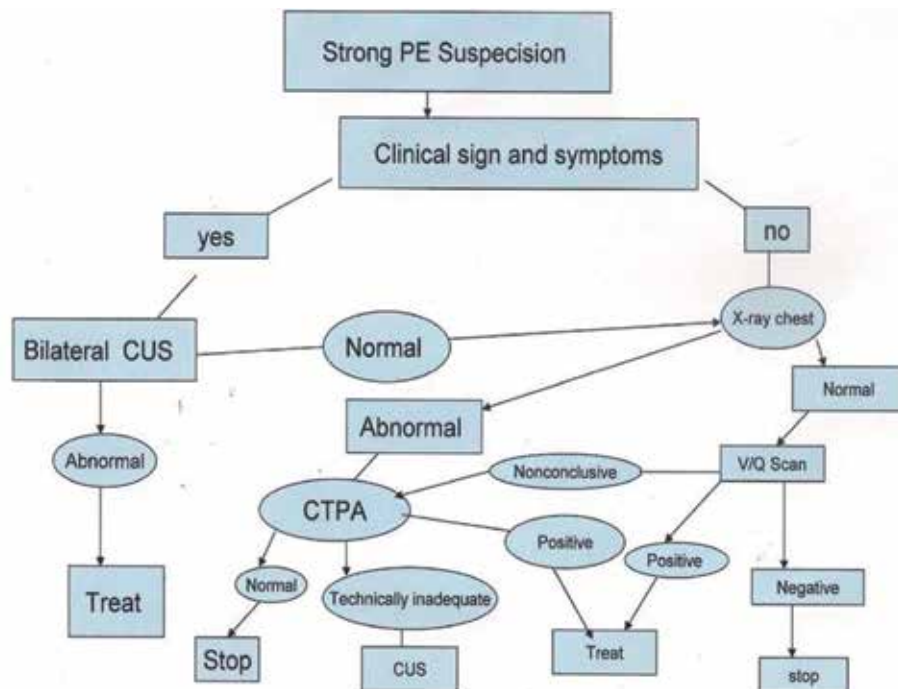 Strong PE Suspecision
Clinical sign and symptoms
yes
no
X-ray chest
Bilateral CUS
Normal
Normal
Abnormal
Abnormal
Nonconclusive
V/Q Scan
CTPA
Positive
Positive
Normal
Technically inadequate
Negative
Treat
Stop
CUS
Treat
stop